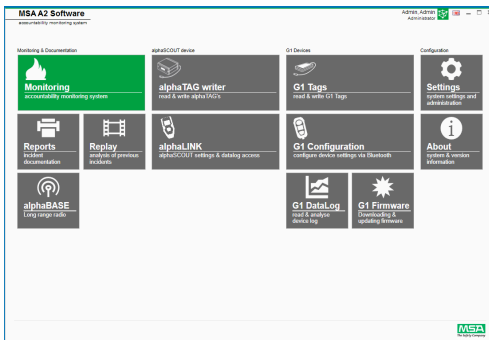 MSA A2 Software
accountability monitoring system
Admin, Admin
Administrator
Monitoring & Documentation
alphaSCOUT device
G1 Devices
Configuration
Monitoring
accountability monitoring system
alphaTAG writer
read & write alphaTAG's
G1 Tags
read & write G1 Tags
Settings
system settings and
administration
Reports
incident
documentation
Replay
analysis of previous
incidents
alphaLINK
alphaSCOUT settings & datalog access
G1 Configuration
configure device settings via Bluetooth
About
system & version
information
alphaBASE
Long range radio
G1 DataLog
read & analyse
device log
G1 Firmware
Downloading &
updating firmware
MSA
The Safety Company